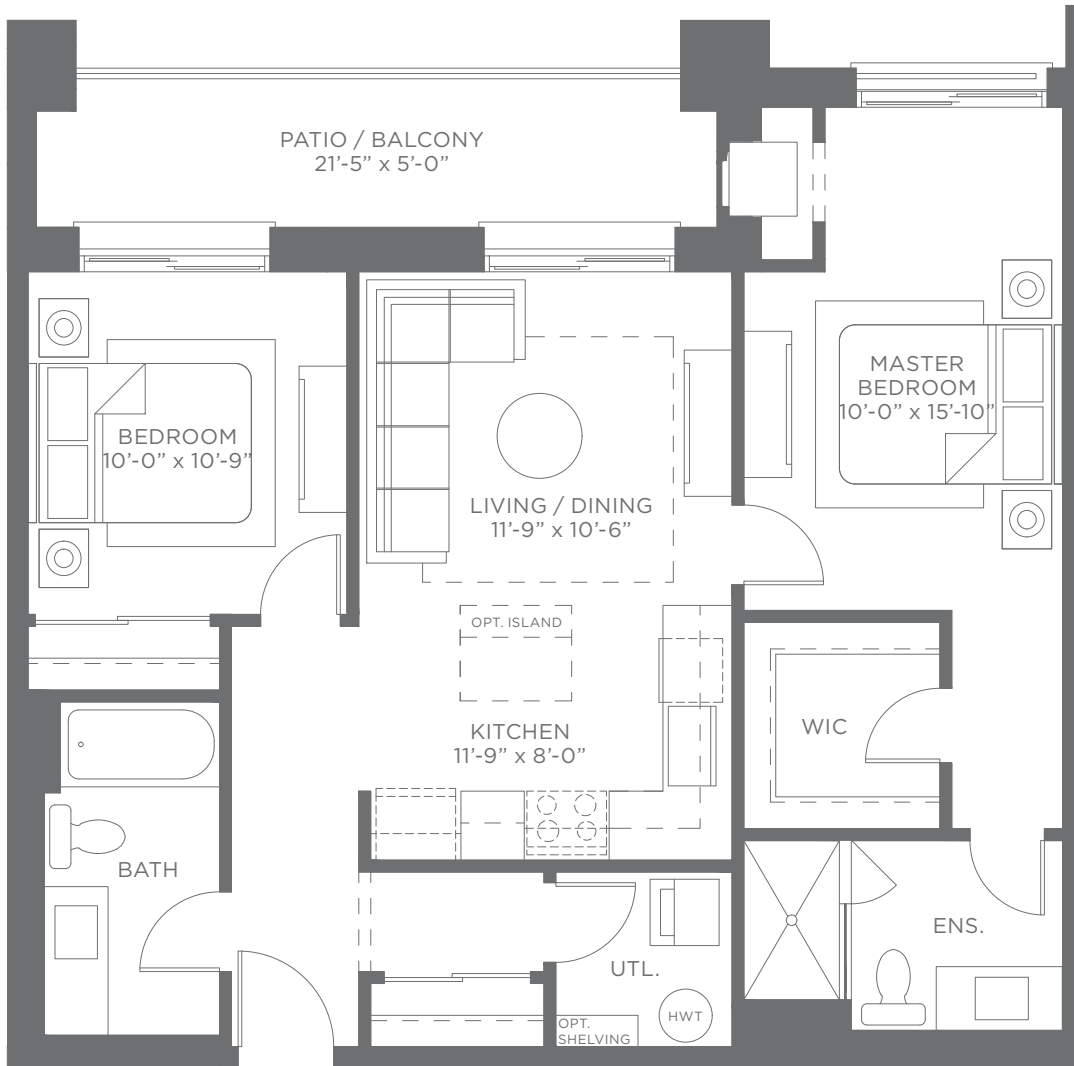 PATIO / BALCONY
21’-5” x 5’-0”
MASTER
BEDROOM
10’-0” x 15’-10”
BEDROOM
10’-0” x 10’-9”
LIVING / DINING
11’-9” x 10’-6”
OPT. ISLAND
KITCHEN
11’-9” x 8’-0”
WIC
BATH
ENS.
UTL.
HWT
OPT.
SHELVING